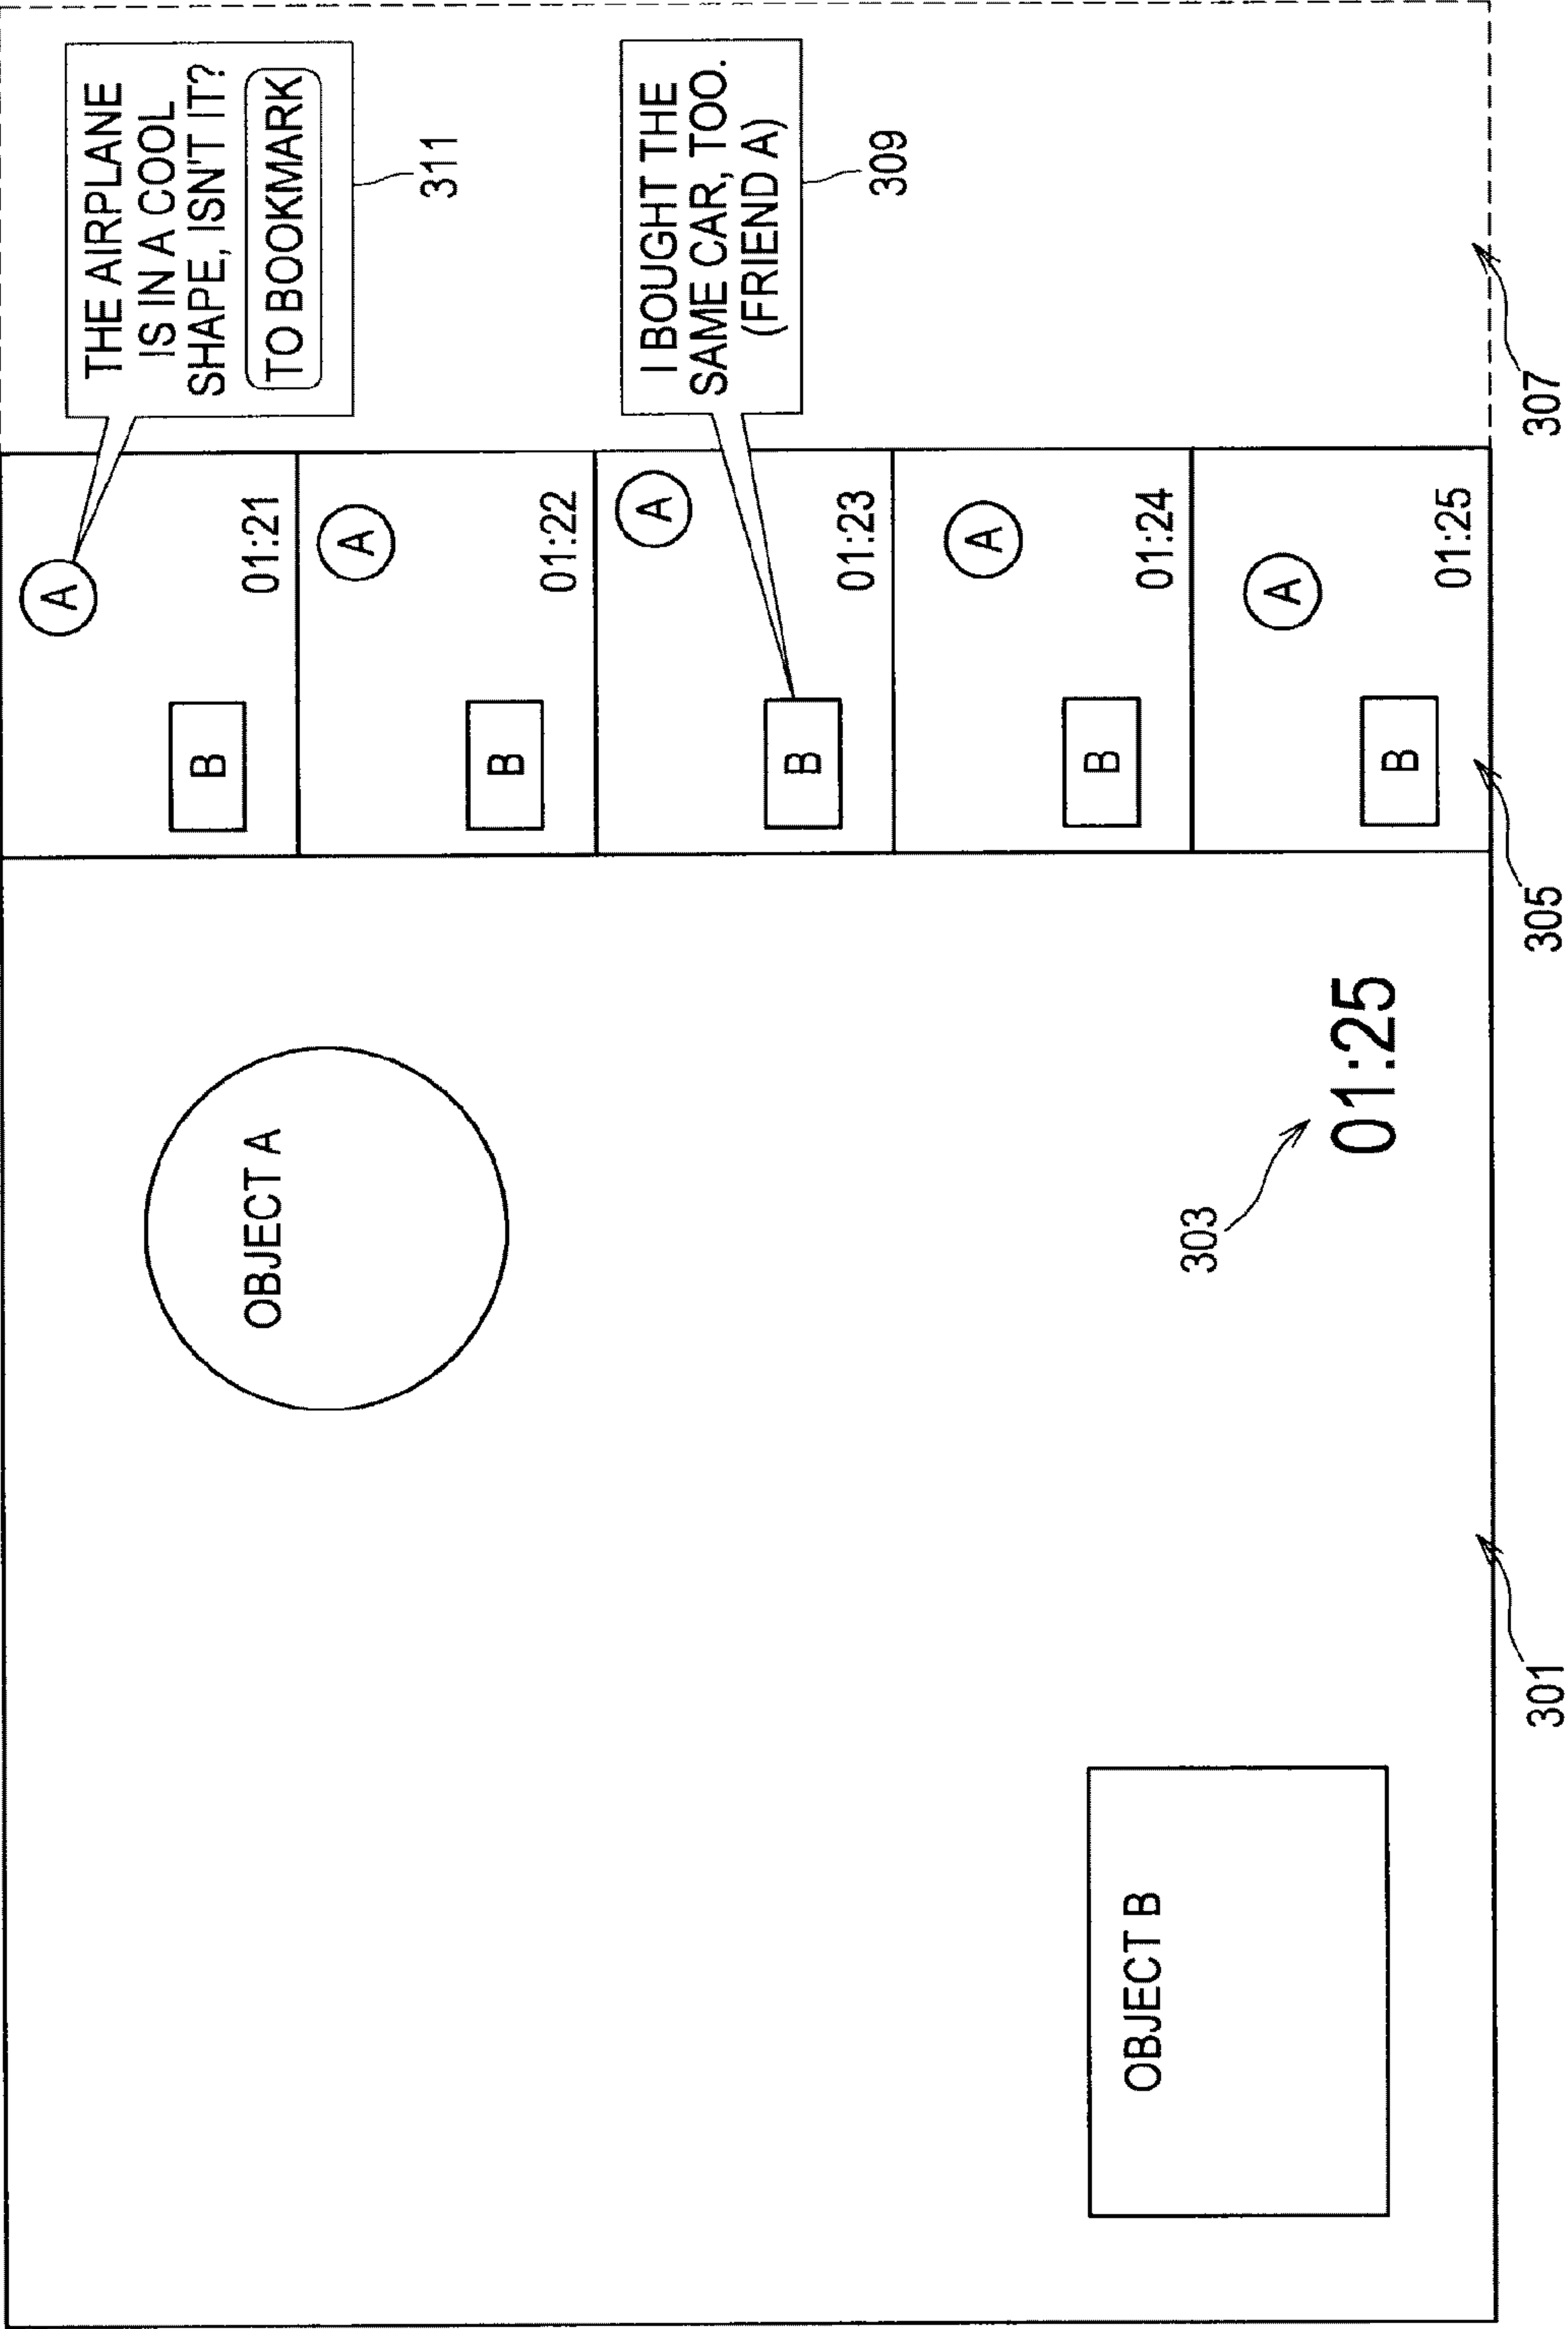 OBJECT A
OBJECT B
303
01:25
A
B
01:21
A
B
01:22
A
B
01:23
A
B
01:24
A
B
01:25
THE AIRPLANE
IS IN A COOL
SHAPE, ISN'T IT?
TO BOOKMARK
311
I BOUGHT THE
SAME CAR, TOO.
(FRIEND A)
309
301
305
307